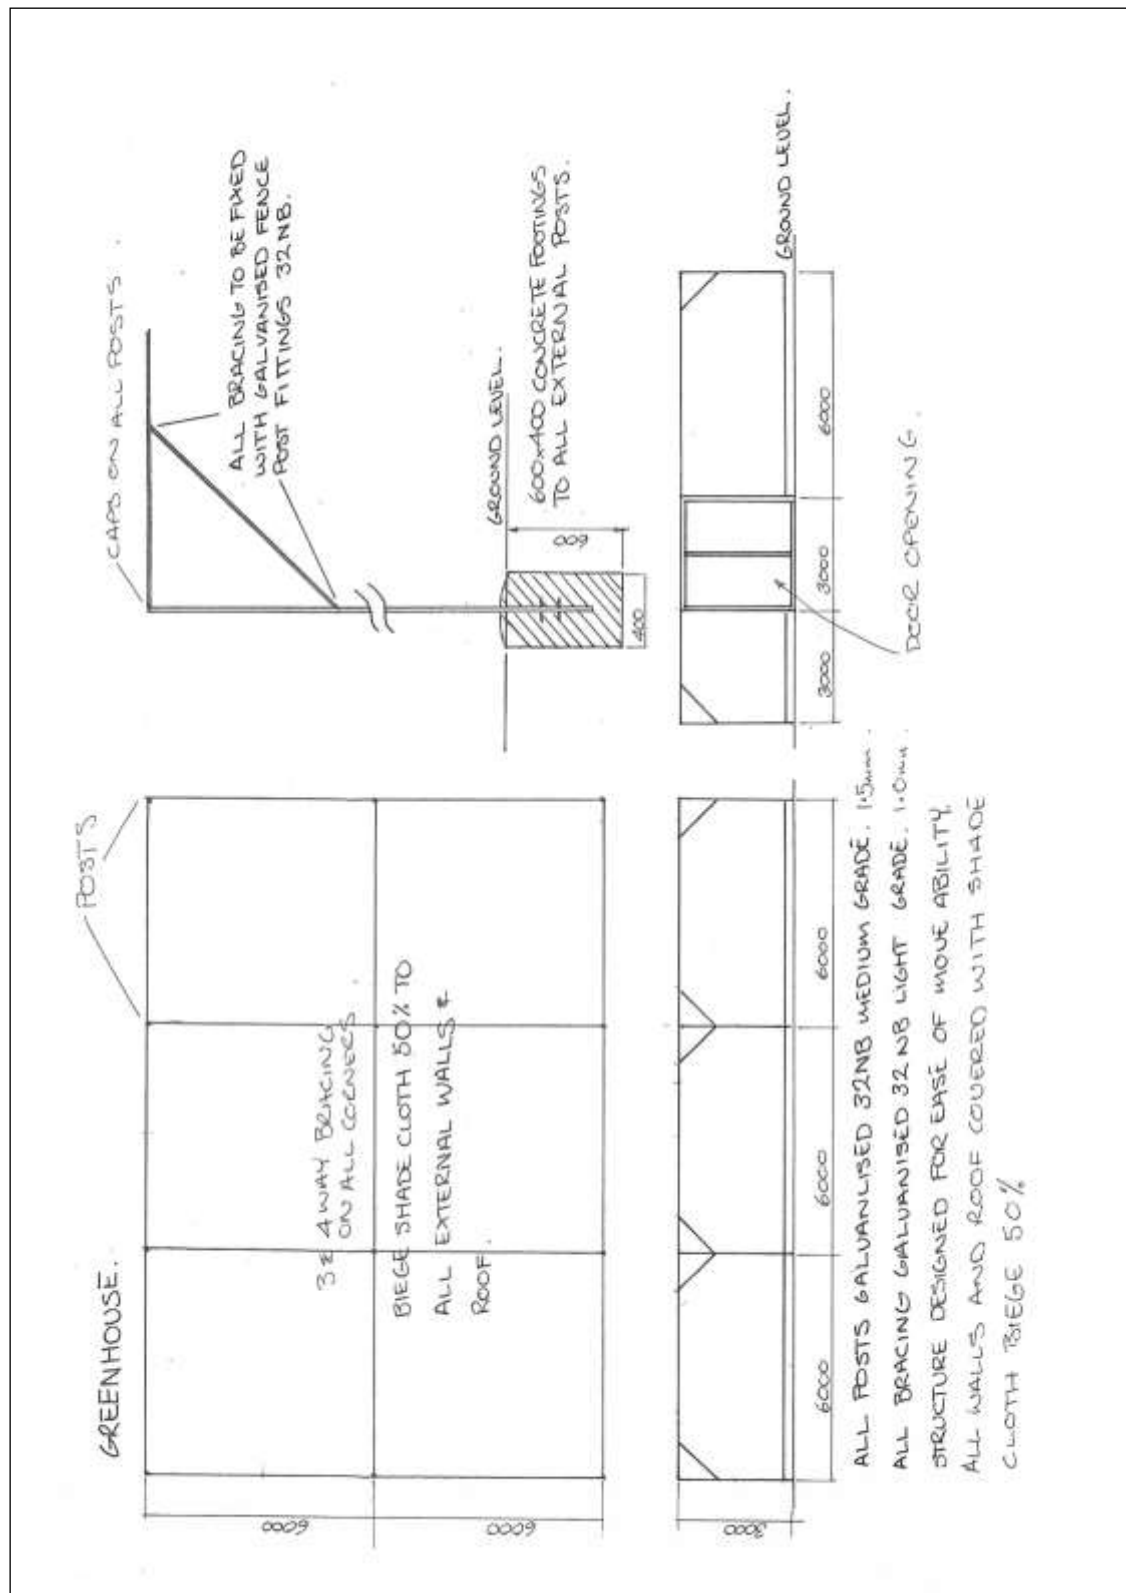 GREENHOUSE.
POSTS
6000
6000
3 & 4 WAY BRACING
ON ALL CORNERS.
BIEGE SHADE CLOTH 50% TO
ALL EXTERNAL WALLS &
ROOF.
CAPS ON ALL POSTS.
ALL BRACING TO BE FIXED
WITH GALVANISED FENCE
POST FITTINGS 32NB.
GROUND LEVEL.
600
400
600x400 CONCRETE FOOTINGS
TO ALL EXTERNAL POSTS.
3000
6000
6000
6000
3000
3000
6000
GROUND LEVEL.
DOOR OPENING.
ALL POSTS GALVANLISED 32NB MEDIUM GRADE. 1.5mm.
ALL BRACING GALVANISED 32 NB LIGHT GRADE. 1.0mm.
STRUCTURE DESIGNED FOR EASE OF MOVE ABILITY.
ALL WALLS AND ROOF COVERED WITH SHADE
CLOTH BIEGE 50%